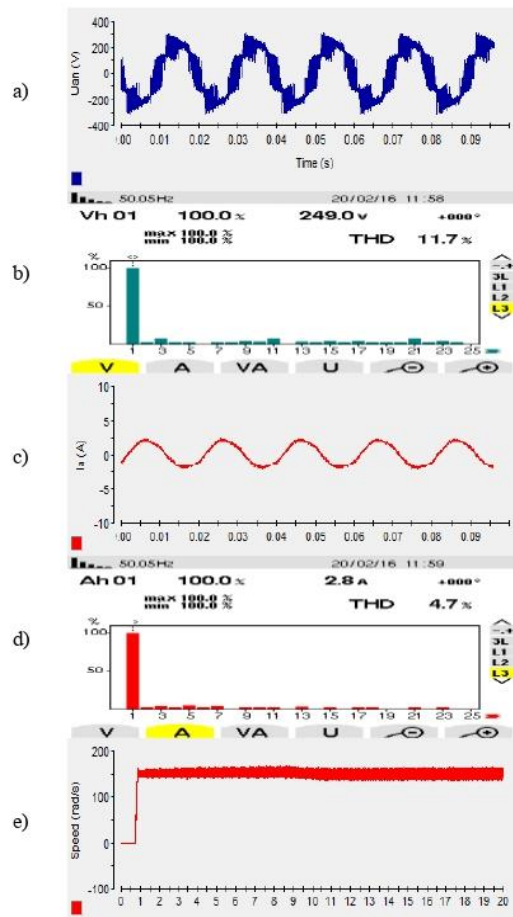 a)
Uan (V)
400
200
0
-200
-400
0.00 0.01 0.02 0.03 0.04 0.05 0.06 0.07 0.08 0.09
Time (s)
50.05Hz 20/02/16 11:58
Vh 01 100.0 % 249.0 V +000°
max 100.0 %
min 100.0 %
THD 11.7 %
b)
%
100
50
1 3 5 7 9 11 13 15 17 19 21 23 25
3L
L1
L2
L3
V A VA U
c)
Ia (A)
10
5
0
-5
-10
0.00 0.01 0.02 0.03 0.04 0.05 0.06 0.07 0.08 0.09
50.05Hz 20/02/16 11:59
Ah 01 100.0 % 2.8 A +000°
max 100.0 %
min 100.0 %
THD 4.7 %
d)
%
100
50
1 3 5 7 9 11 13 15 17 19 21 23 25
3L
L1
L2
L3
V A VA U
e)
Speed (rad/s)
200
100
0
-100
0 1 2 3 4 5 6 7 8 9 10 11 12 13 14 15 16 17 18 19 20